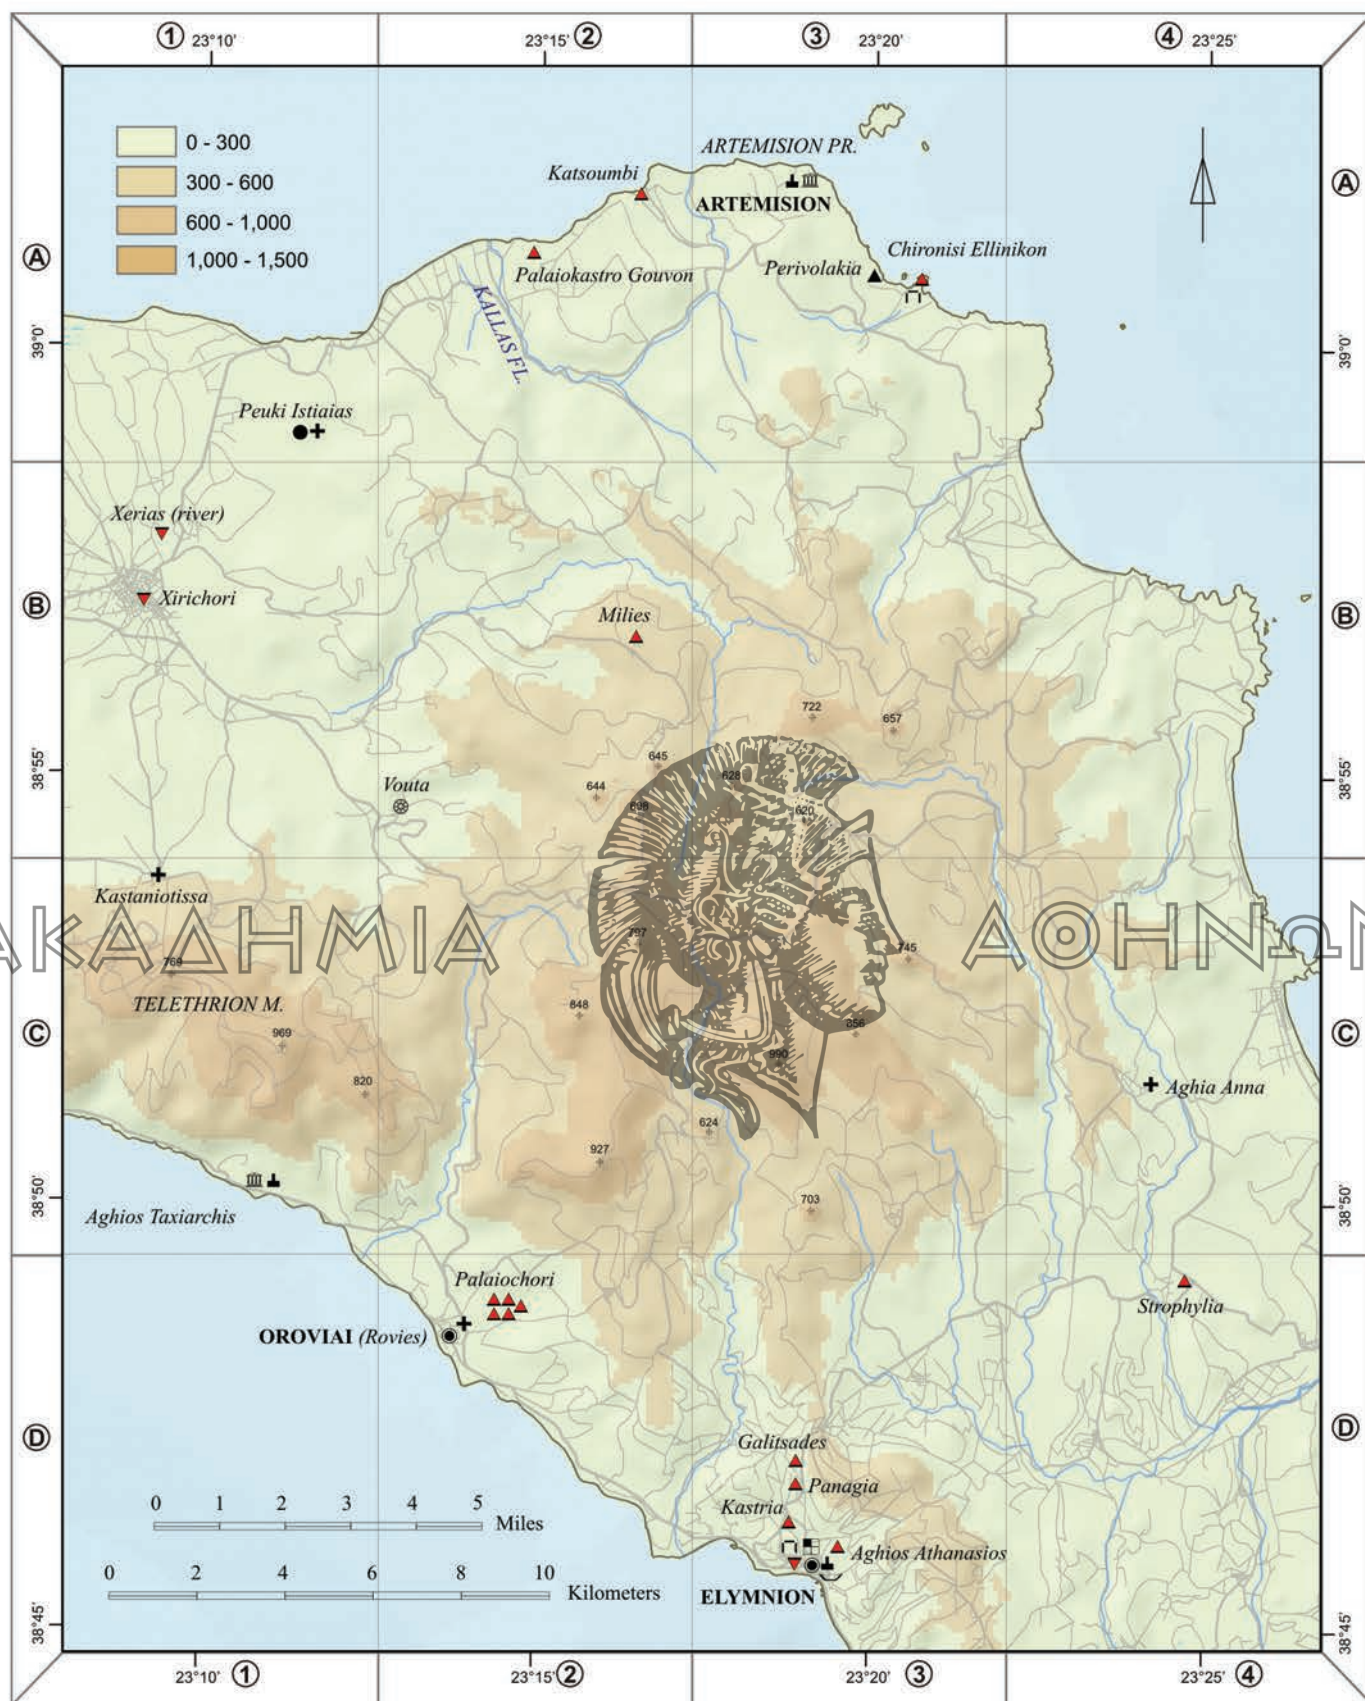 ① 23°10' 23°15' ② ③ 23°20' ④ 23°25'
0 - 300
300 - 600
600 - 1,000
1,000 - 1,500
ARTEMISION PR.
Katsoumbi
ARTEMISION
Ⓐ
Ⓐ
Chironisi Ellinikon
Perivolakia
Palaiokastro Gouvon
KALLAS FL.
39°0'
39°0'
Peuki Istiaias
Xerias (river)
Xirichori
Ⓑ
Ⓑ
Milies
722
657
645
628
644
698
620
38°55'
38°55'
Vouta
Kastaniotissa
ΑΚΑΔΗΜΙΑ ΑΘΗΝΩΝ
797
745
769
TELETHRION M.
848
856
969
990
820
624
927
703
Ⓒ
Ⓒ
Aghia Anna
38°50'
38°50'
Aghios Taxiarchis
Palaiochori
Strophylia
OROVIAI (Rovies)
Ⓓ
Ⓓ
Galitsades
Panagia
Kastria
Aghios Athanasios
ELYMNION
0 1 2 3 4 5
Miles
0 2 4 6 8 10
Kilometers
38°45'
38°45'
23°10' ① 23°15' ② 23°20' ③ 23°25' ④